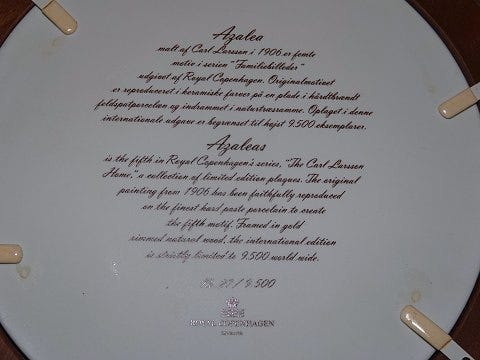 Azalea
malt af Carl Larsson i 1906 er femte
motiv i serien "Familiebilleder"
udgivet af Royal Copenhagen. Originalmotivet
er reproduceret i keramiske farver på en plade i hårdtbrændt
feldspatporcelæn og indrammet i naturtræsramme. Oplaget i denne
internationale udgave er begrænset til højst 9.500 eksemplarer.
Azaleas
is the fifth in Royal Copenhagen's series, "The Carl Larsson
Home," a collection of limited edition plaques. The original
painting from 1906 has been faithfully reproduced
on the finest hard paste porcelain to create
the fifth motif. Framed in gold
rimmed natural wood, the international edition
is strictly limited to 9.500 world wide.
/ 9.500
ROYAL COPENHAGEN
DENMARK